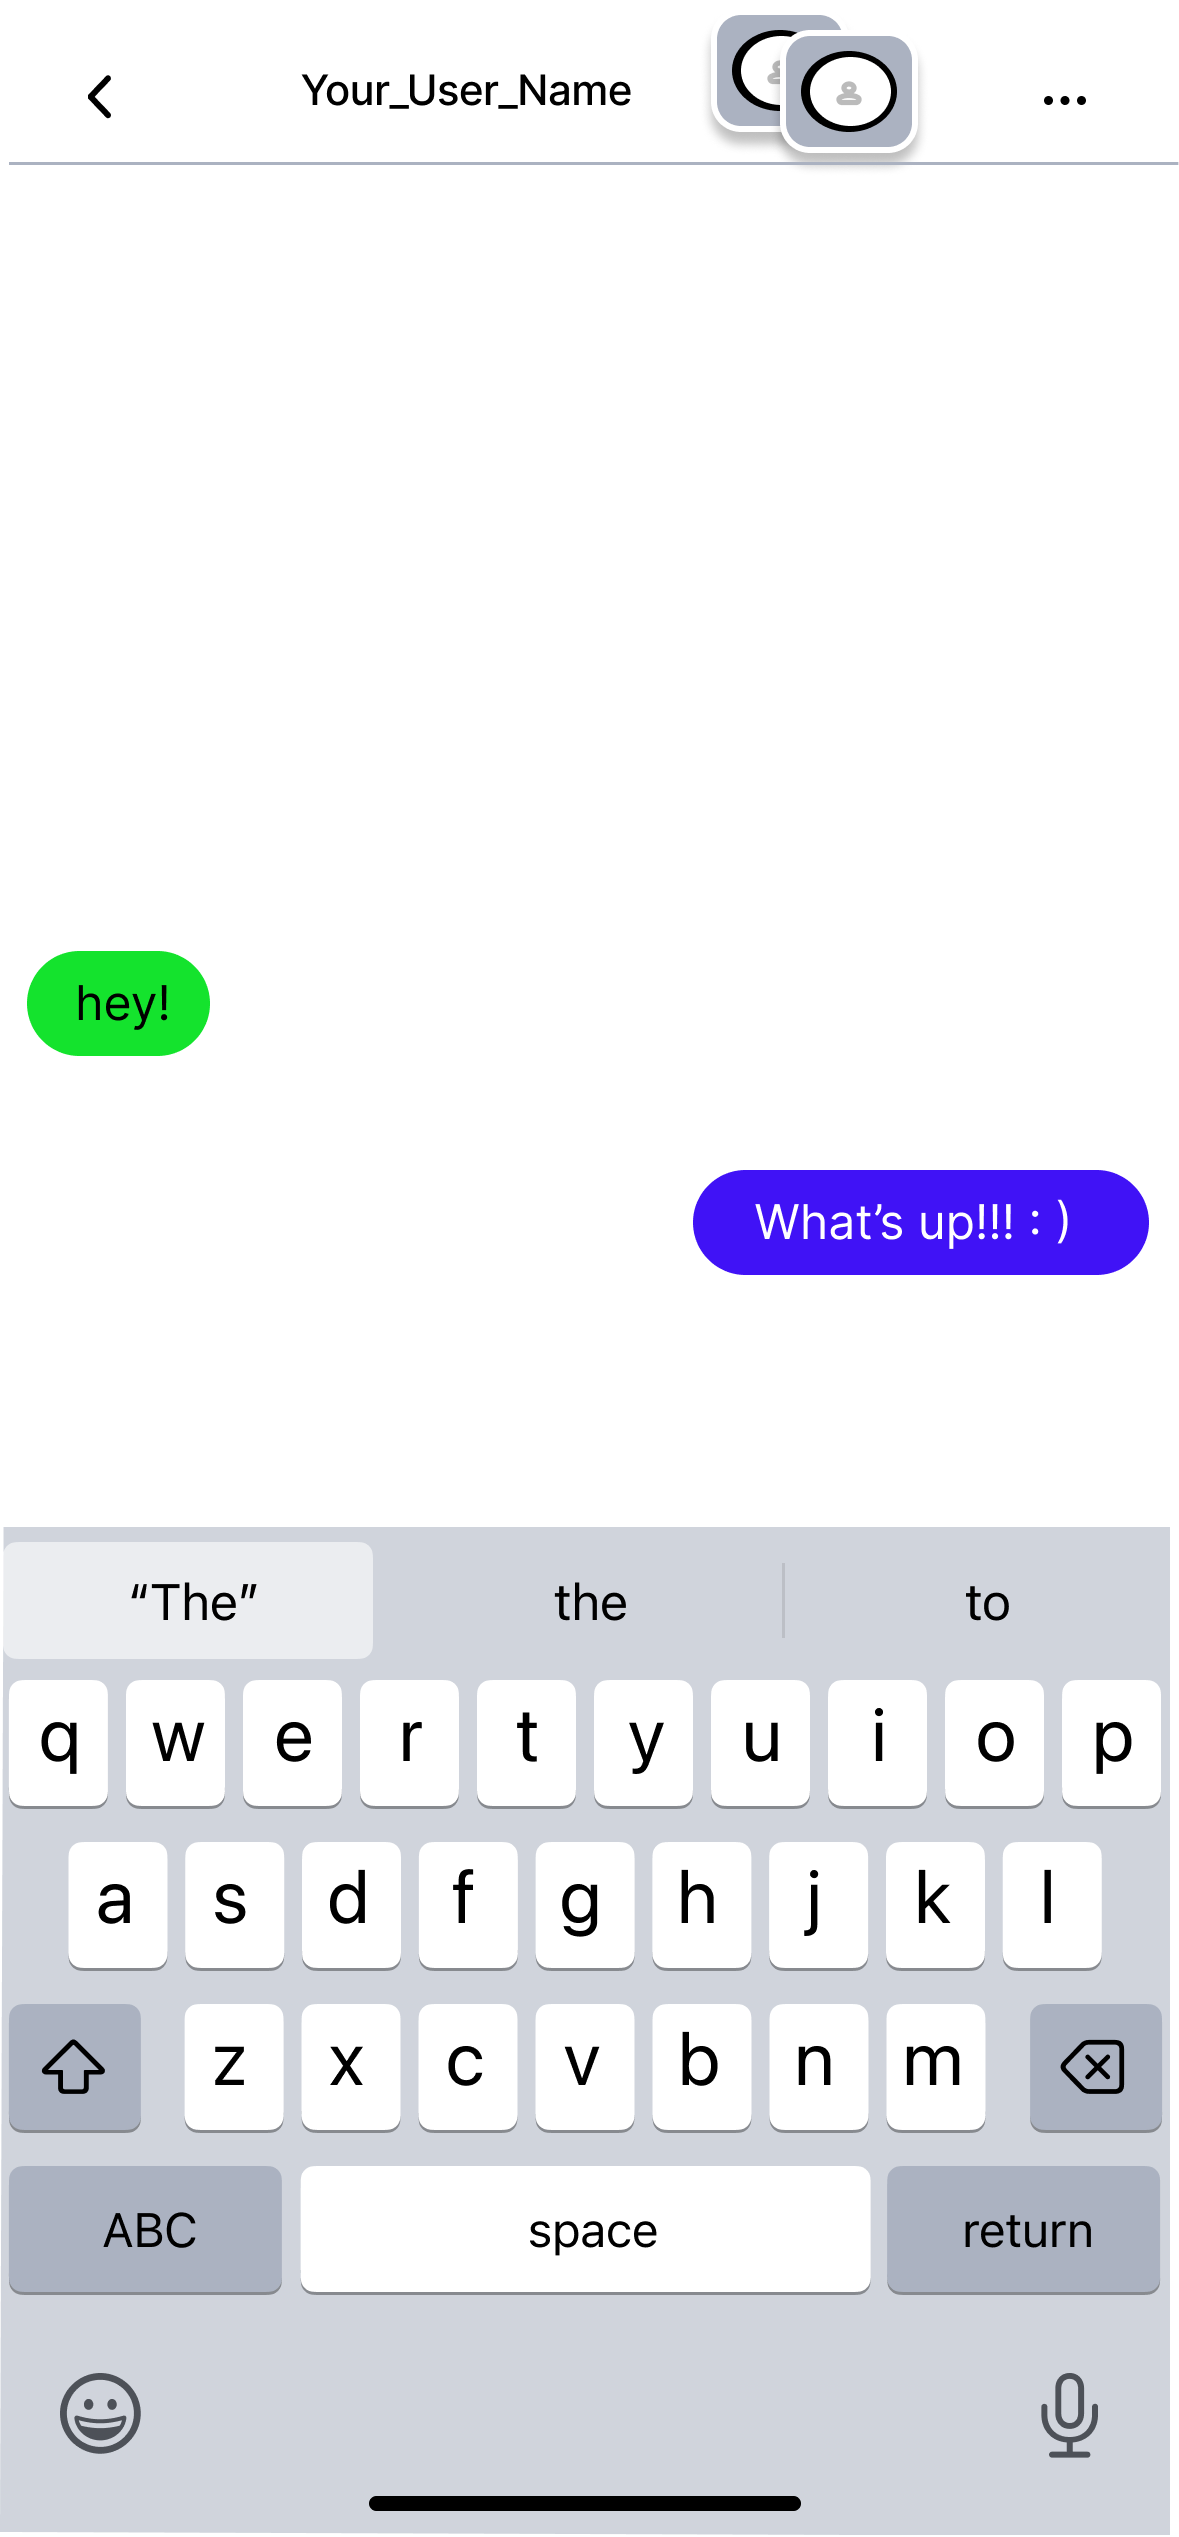 Your_User_Name
hey!
What’s up!!! : )
“The” the to
q w e r t y u i o p
a s d f g h j k l
z x c v b n m
ABC space return